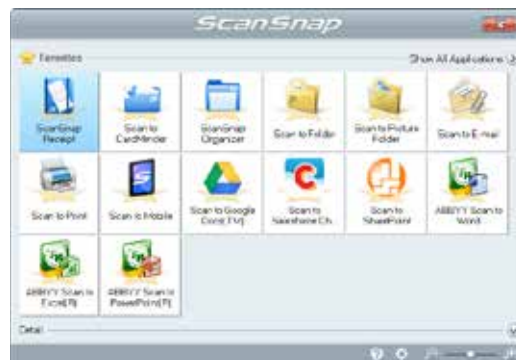 ScanSnap
Favorites
Show All Applications
ScanSnap
Receipt
Scan to
CardMinder
ScanSnap
Organizer
Scan to Folder
Scan to Picture
Folder
Scan to E-mail
Scan to Print
Scan to Mobile
Scan to Google
Docs(TM)
Scan to
Salesforce Ch...
Scan to
SharePoint
ABBYY Scan to
Word
ABBYY Scan to
Excel(R)
ABBYY Scan to
PowerPoint(R)
Detail